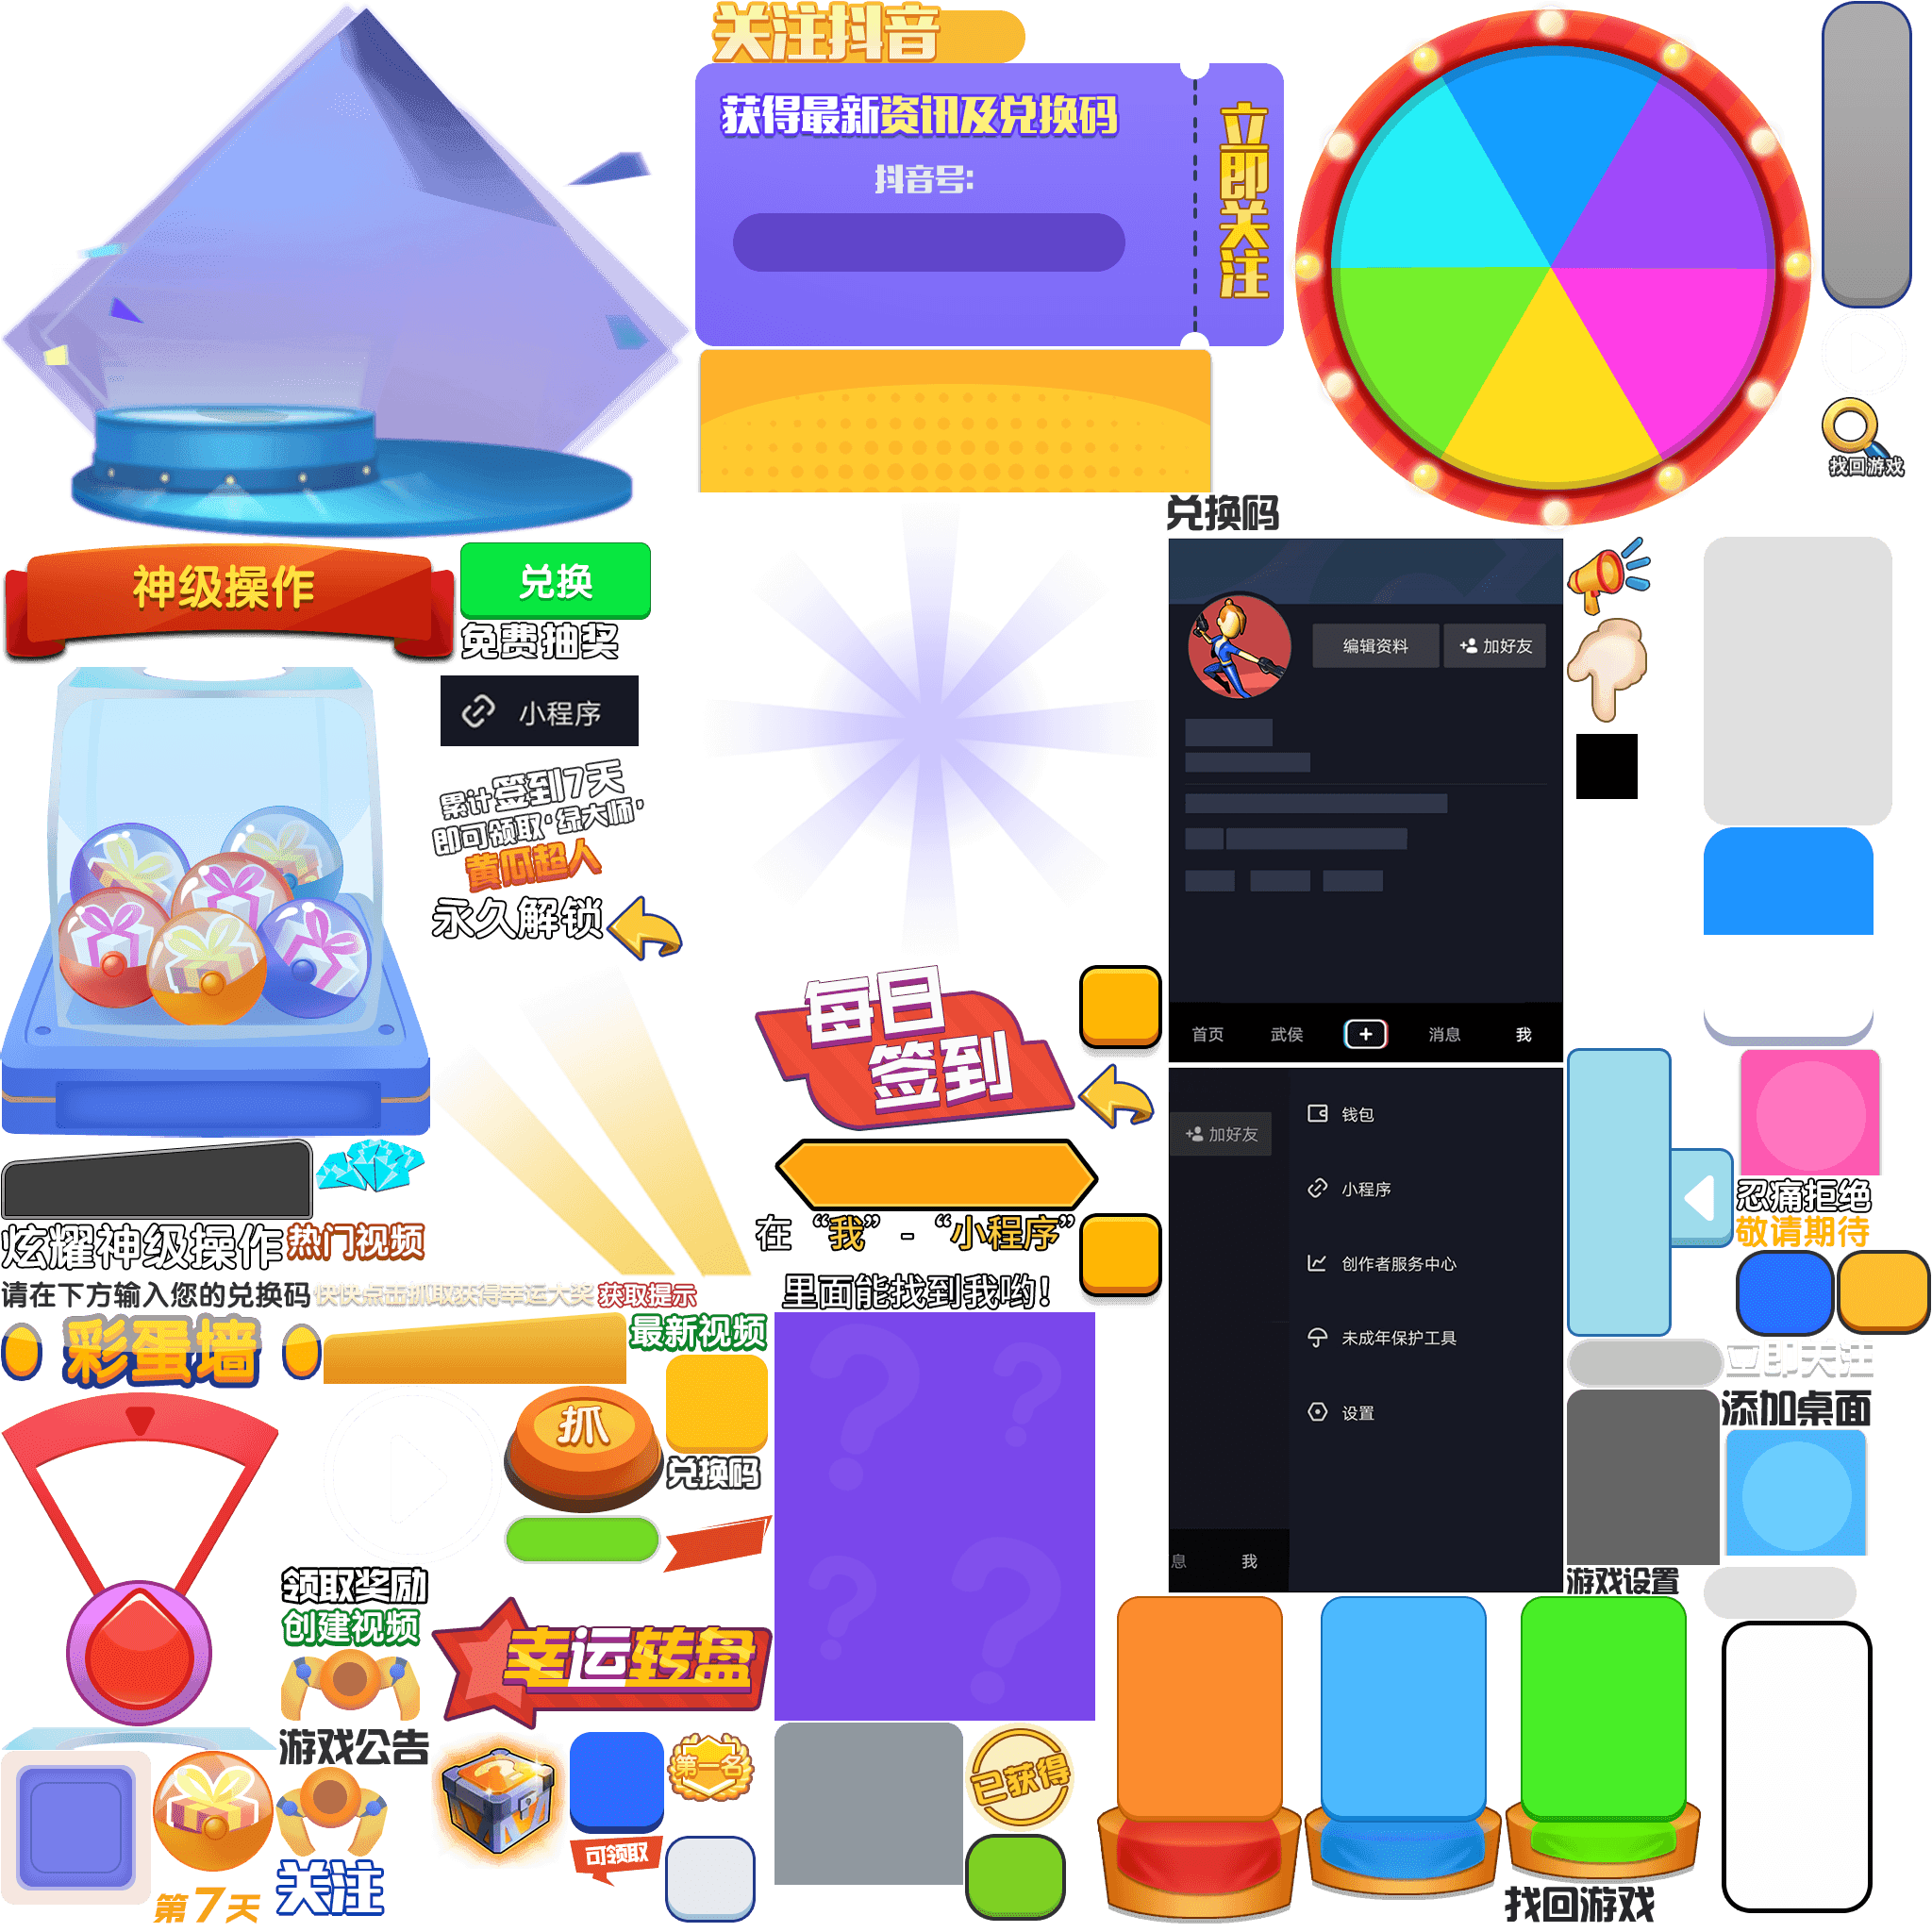 关注抖音
获得最新资讯及兑换码
抖音号:
立即关注
找回游戏
兑换码
神级操作
兑换
免费抽奖
小程序
编辑资料
加好友
累计签到7天
即可领取‘绿大师’
黄瓜超人
永久解锁
首页
武侯
消息
我
每日
签到
加好友
钱包
小程序
创作者服务中心
未成年保护工具
设置
息
我
在“我”-“小程序”
里面能找到我哟!
忍痛拒绝
敬请期待
炫耀神级操作
热门视频
请在下方输入您的兑换码
快快点击抓取获得幸运大奖
获取提示
彩蛋墙
最新视频
立即关注
添加桌面
抓
兑换码
领取奖励
创建视频
游戏设置
幸运转盘
游戏公告
第一名
已获得
可领取
关注
第7天
找回游戏